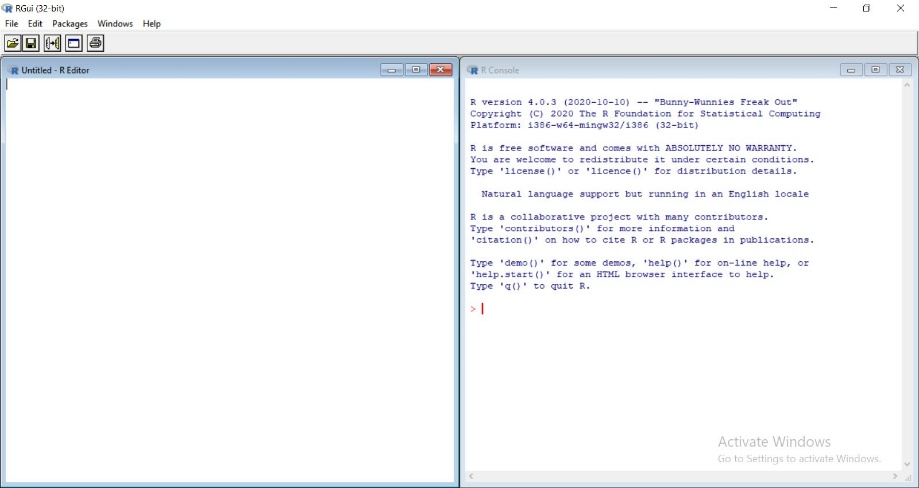 RGui (32-bit)
File Edit Packages Windows Help
Untitled - R Editor
R Console
R version 4.0.3 (2020-10-10) -- "Bunny-Wunnies Freak Out"
Copyright (C) 2020 The R Foundation for Statistical Computing
Platform: i386-w64-mingw32/i386 (32-bit)
R is free software and comes with ABSOLUTELY NO WARRANTY.
You are welcome to redistribute it under certain conditions.
Type 'license()' or 'licence()' for distribution details.
Natural language support but running in an English locale
R is a collaborative project with many contributors.
Type 'contributors()' for more information and
'citation()' on how to cite R or R packages in publications.
Type 'demo()' for some demos, 'help()' for on-line help, or
'help.start()' for an HTML browser interface to help.
Type 'q()' to quit R.
>
Activate Windows
Go to Settings to activate Windows.